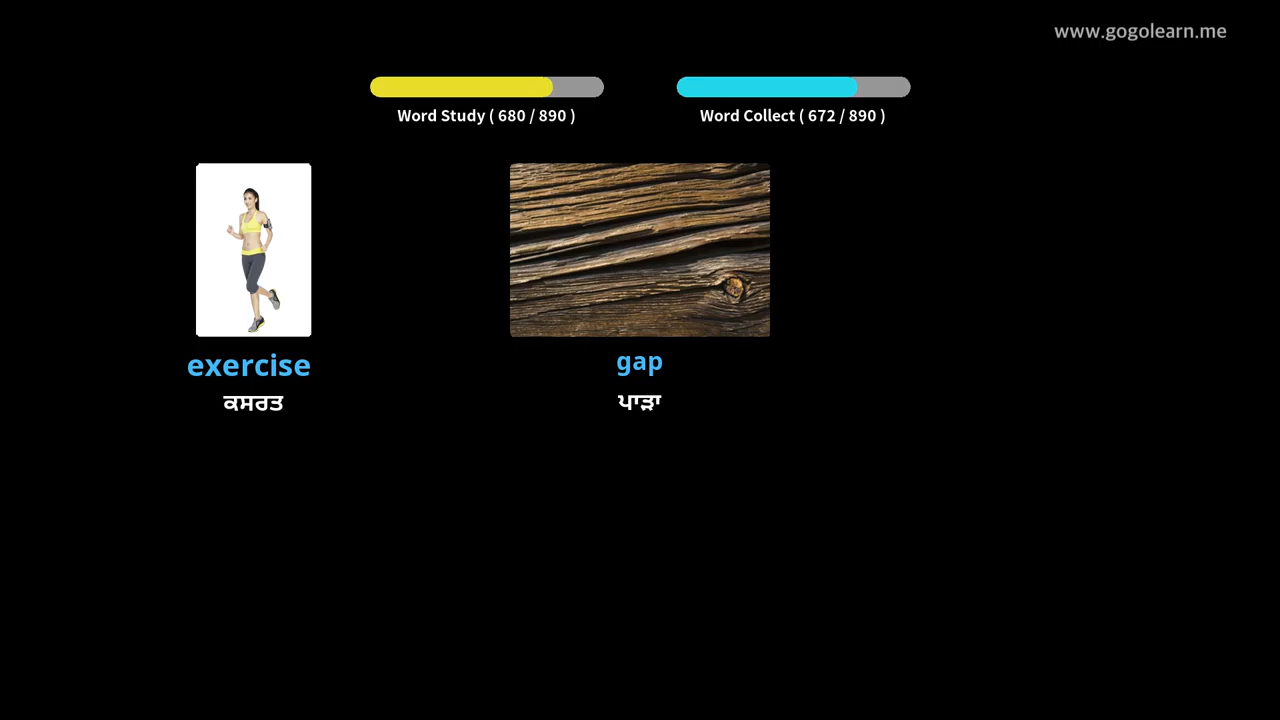 www.gogolearn.me
Word Study ( 680 / 890 )
Word Collect ( 672 / 890 )
exercise
ਕਸਰਤ
gap
ਪਾੜਾ